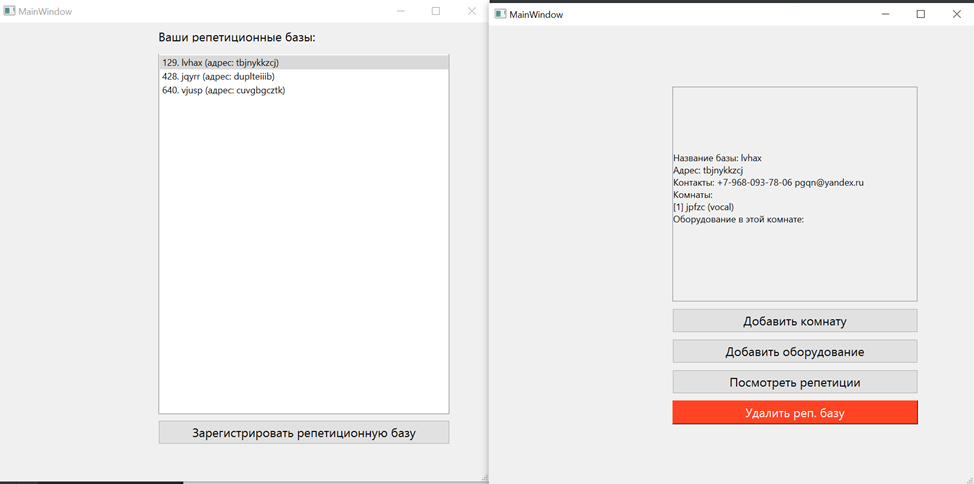 MainWindow
Ваши репетиционные базы:
129. lvhax (адрес: tbjnykkzcj)
428. jqyrr (адрес: duplteiiib)
640. vjusp (адрес: cuvgbgcztk)
Зарегистрировать репетиционную базу
MainWindow
Название базы: lvhax
Адрес: tbjnykkzcj
Контакты: +7-968-093-78-06 pgqn@yandex.ru
Комнаты:
[1] jpfzc (vocal)
Оборудование в этой комнате:
Добавить комнату
Добавить оборудование
Посмотреть репетиции
Удалить реп. базу